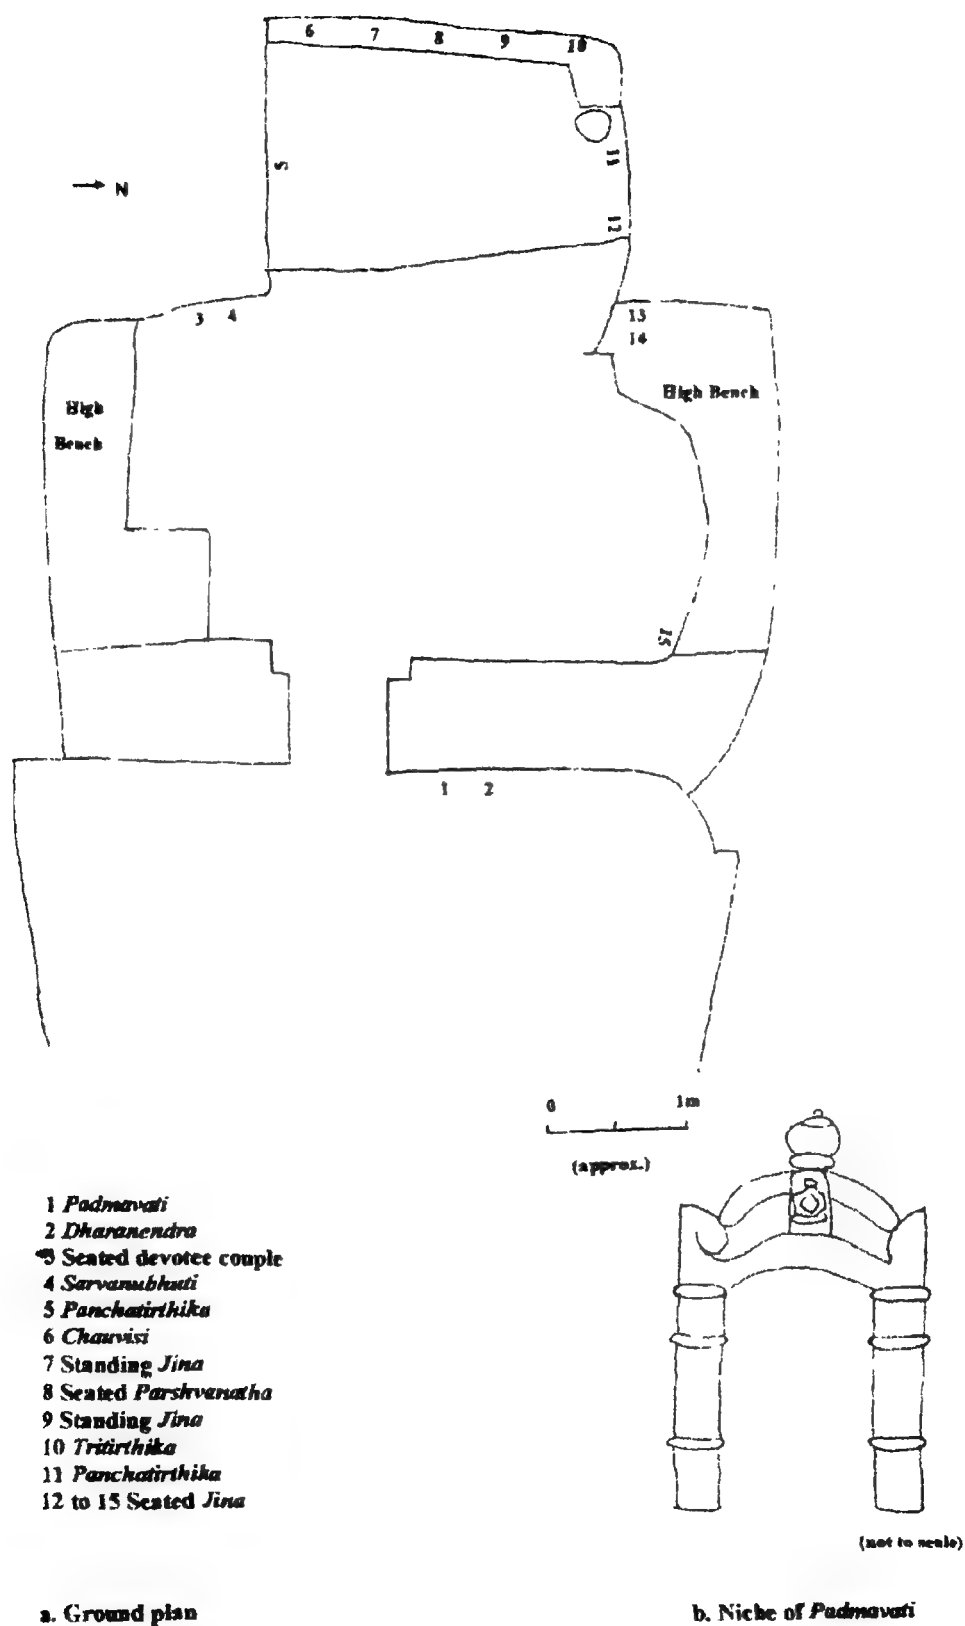 6 7 8 9 10
5
11
N
12
3 4
13
14
High
Bench
High Bench
15
1 2
0 1m
(approx.)
1 Padmavati
2 Dharanendra
3 Seated devotee couple
4 Sarvanubhuti
5 Panchatirthika
6 Chauvisi
7 Standing Jina
8 Seated Parshvanatha
9 Standing Jina
10 Tritirthika
11 Panchatirthika
12 to 15 Seated Jina
(not to scale)
a. Ground plan
b. Niche of Padmavati